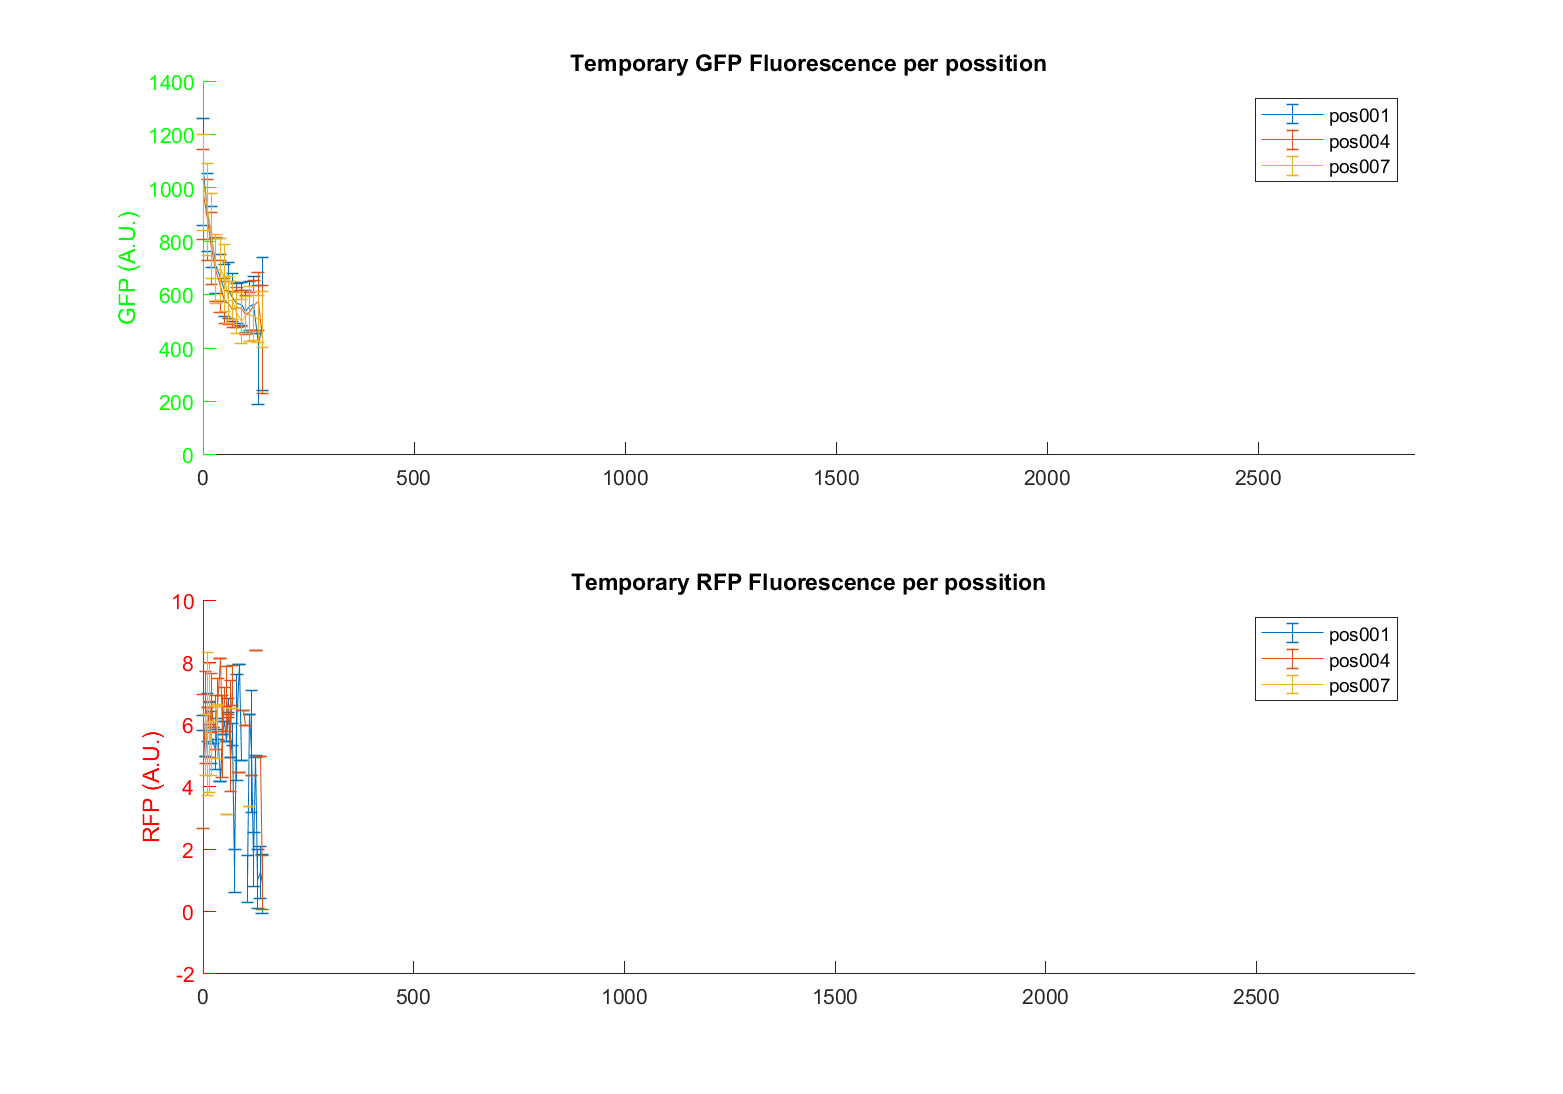 Temporary GFP Fluorescence per possition
1400
1200
1000
800
600
400
200
0
GFP (A.U.)
0 500 1000 1500 2000 2500
pos001
pos004
pos007
Temporary RFP Fluorescence per possition
10
8
6
4
2
0
-2
RFP (A.U.)
0 500 1000 1500 2000 2500
pos001
pos004
pos007